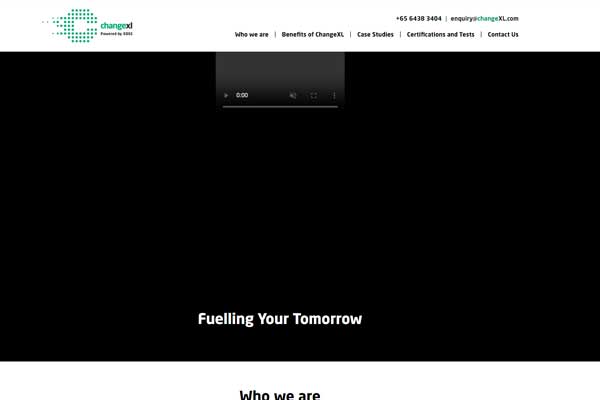 changexl
Powered by XBEE
+65 6438 3404 | enquiry@changeXL.com
Who we are | Benefits of ChangeXL | Case Studies | Certifications and Tests | Contact Us
0:00
Fuelling Your Tomorrow
Who we are